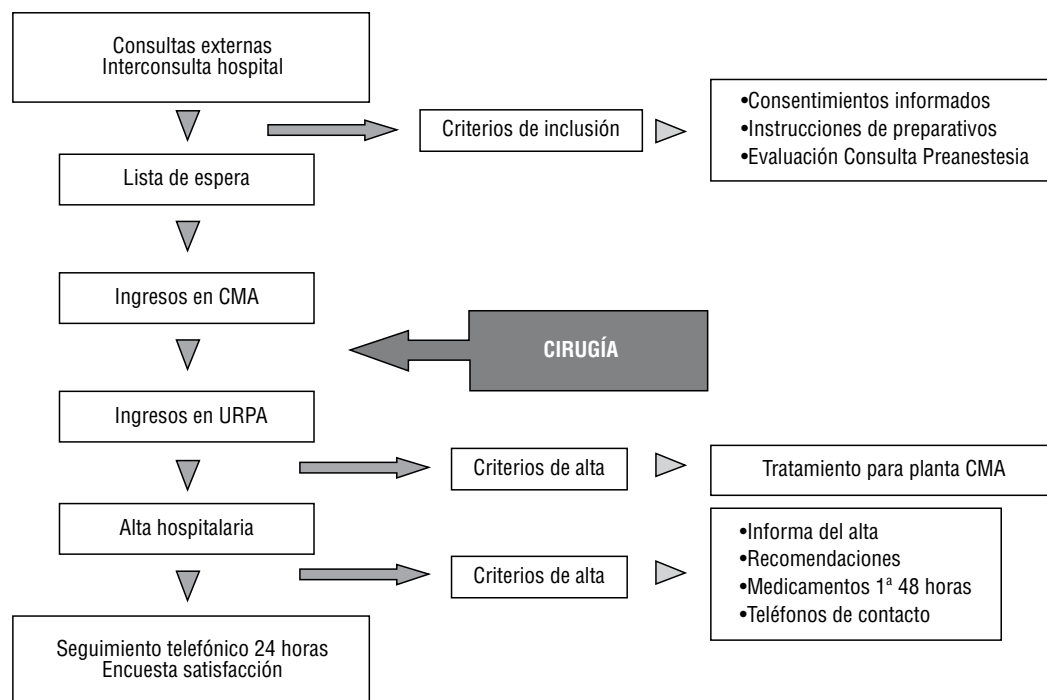 Consultas externas
Interconsulta hospital
Criterios de inclusión
•Consentimientos informados
•Instrucciones de preparativos
•Evaluación Consulta Preanestesia
Lista de espera
Ingresos en CMA
CIRUGÍA
Ingresos en URPA
Criterios de alta
Tratamiento para planta CMA
Alta hospitalaria
Criterios de alta
•Informa del alta
•Recomendaciones
•Medicamentos 1ª 48 horas
•Teléfonos de contacto
Seguimiento telefónico 24 horas
Encuesta satisfacción